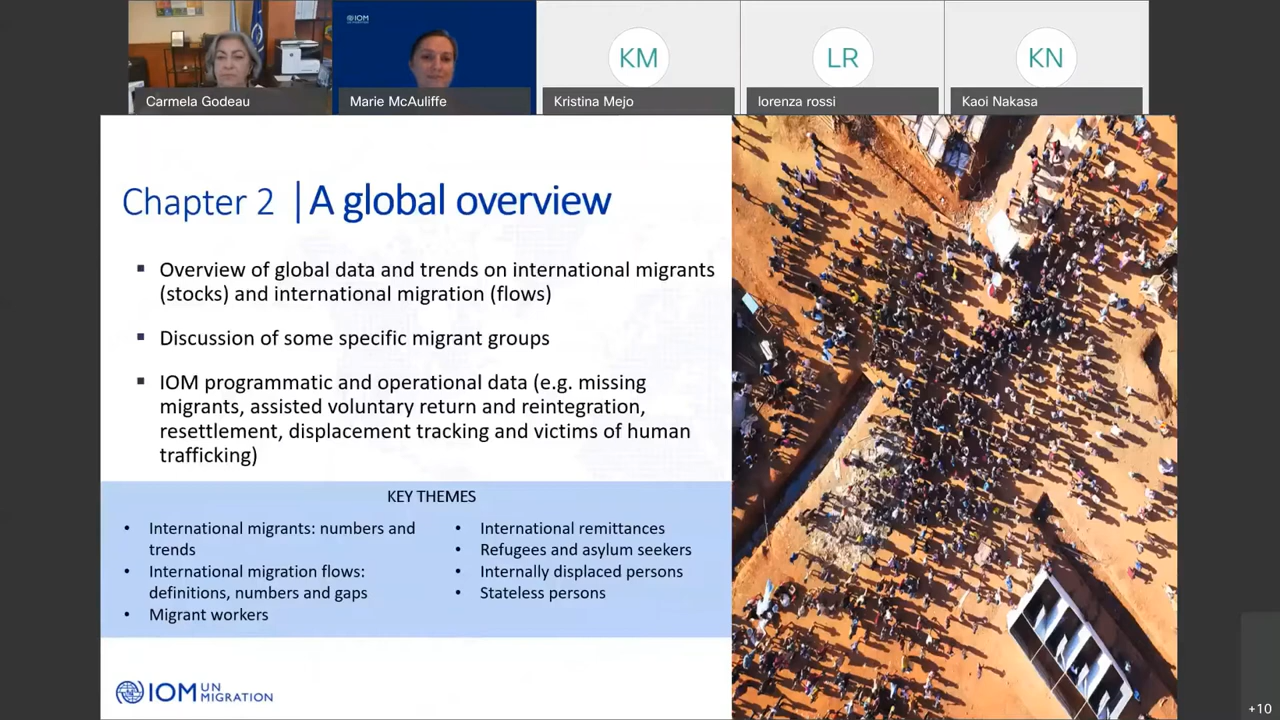 IOM
KM
LR
KN
Carmela Godeau
Marie McAuliffe
Kristina Mejo
lorenza rossi
Kaoi Nakasa
Chapter 2 | A global overview
▪ Overview of global data and trends on international migrants
(stocks) and international migration (flows)
▪ Discussion of some specific migrant groups
▪ IOM programmatic and operational data (e.g. missing
migrants, assisted voluntary return and reintegration,
resettlement, displacement tracking and victims of human
trafficking)
KEY THEMES
• International migrants: numbers and
trends
• International migration flows:
definitions, numbers and gaps
• Migrant workers
• International remittances
• Refugees and asylum seekers
• Internally displaced persons
• Stateless persons
IOM UN
MIGRATION
+10